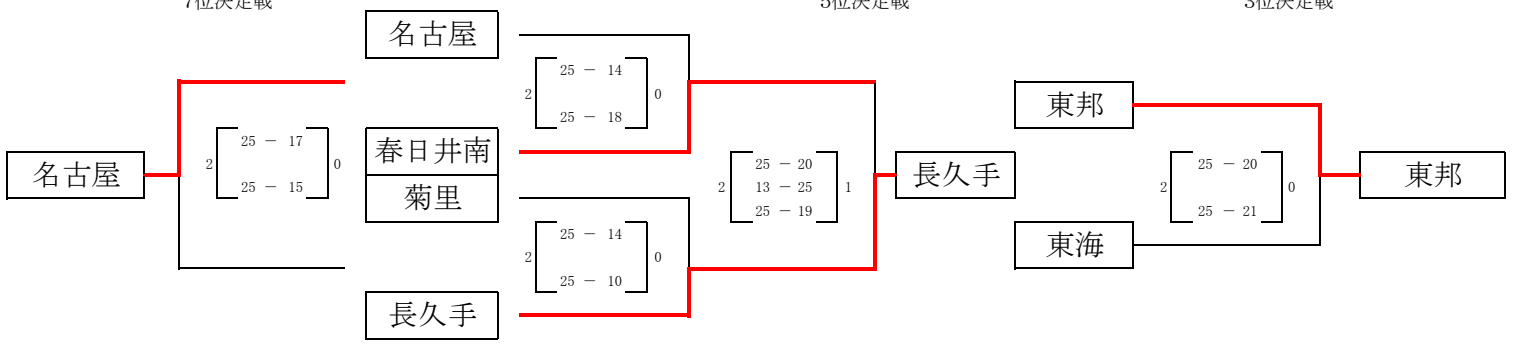 7位決定戦
5位決定戦
3位決定戦
名古屋
25 － 14
2 0
25 － 18
春日井南
菊里
25 － 14
2 0
25 － 10
長久手
名古屋
25 － 17
2 0
25 － 15
25 － 20
2 13 － 25 1
25 － 19
長久手
東邦
25 － 20
2 0
25 － 21
東海
東邦